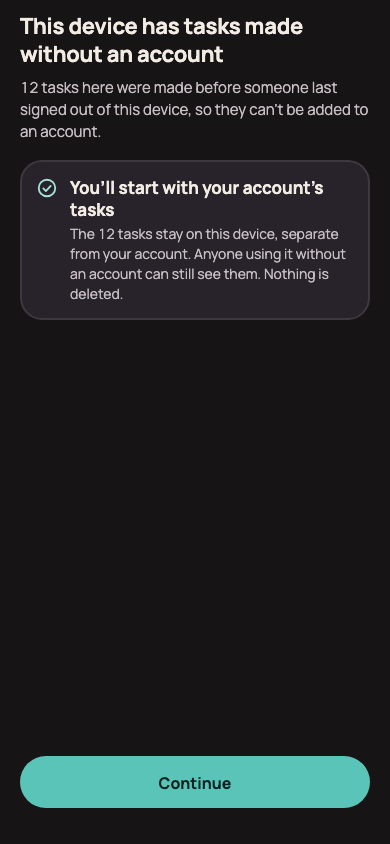 This device has tasks made
without an account
12 tasks here were made before someone last
signed out of this device, so they can't be added to
an account.
You'll start with your account's
tasks
The 12 tasks stay on this device, separate
from your account. Anyone using it without
an account can still see them. Nothing is
deleted.
Continue